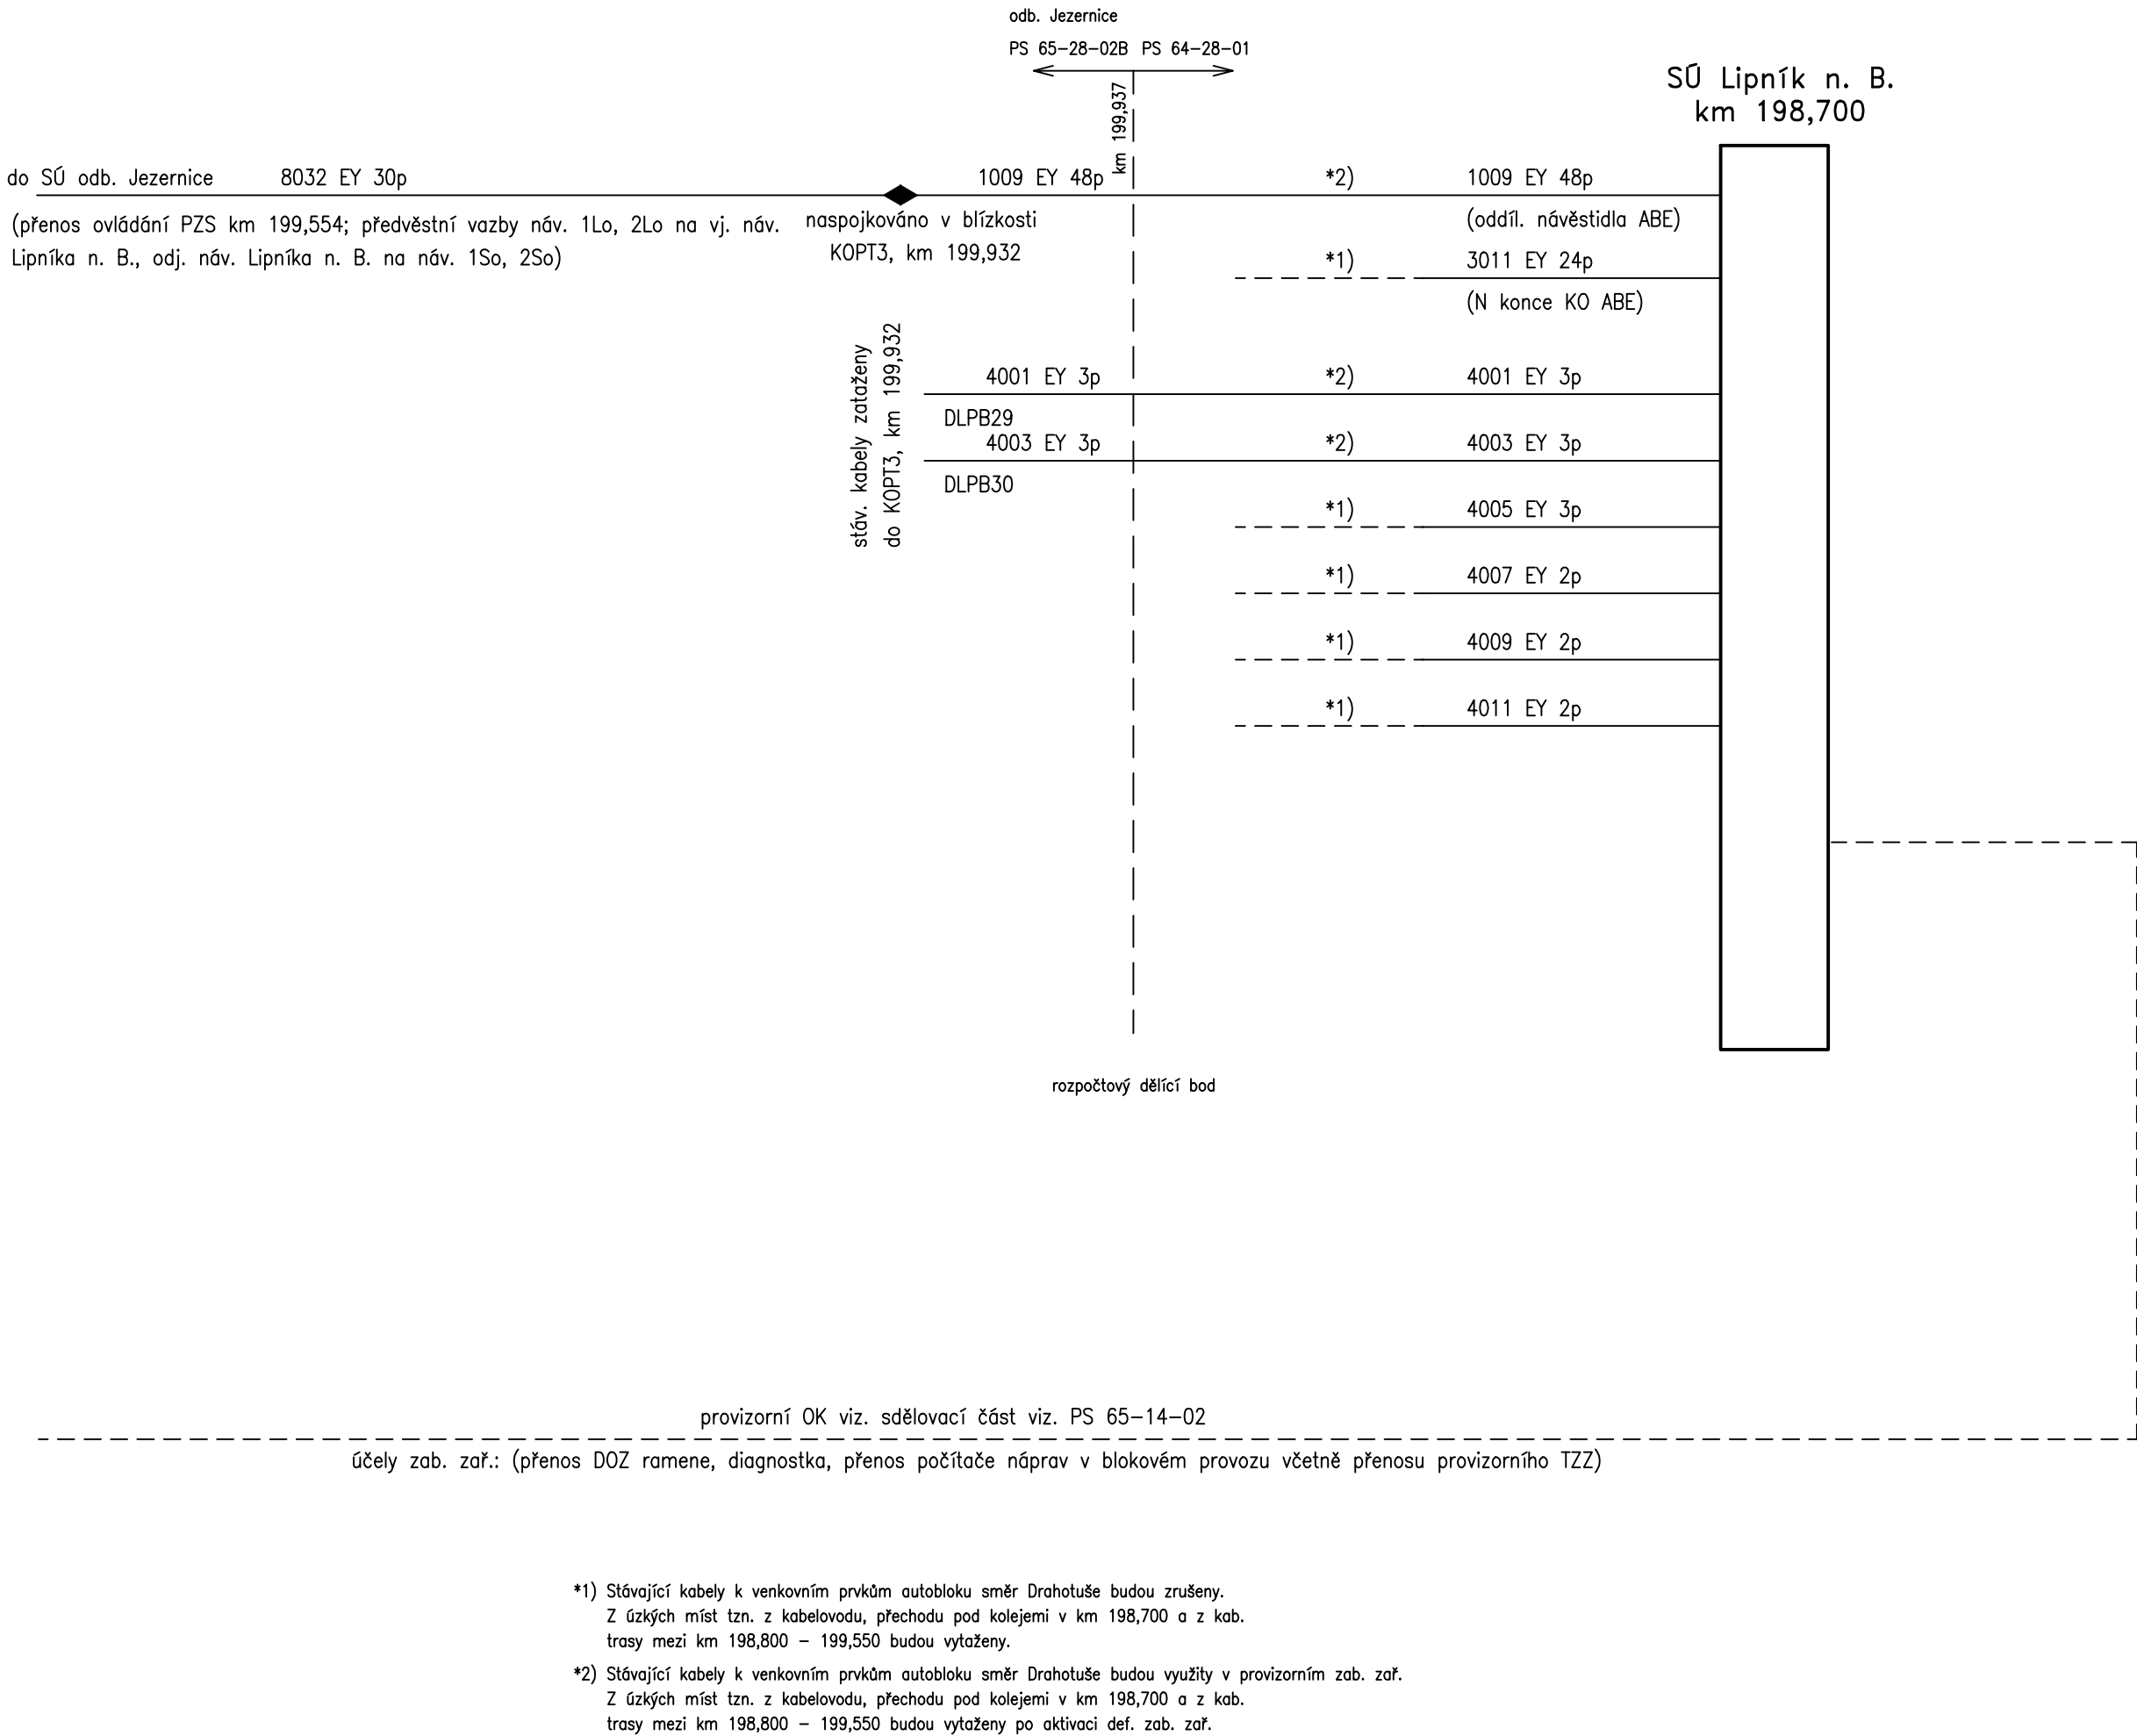 odb. Jezernice
PS 65-28-02B PS 64-28-01
km 199,937
SÚ Lipník n. B.
km 198,700
do SÚ odb. Jezernice 8032 EY 30p
1009 EY 48p
*2)
1009 EY 48p
(přenos ovládání PZS km 199,554; předvěstní vazby náv. 1Lo, 2Lo na vj. náv.
Lipníka n. B., odj. náv. Lipníka n. B. na náv. 1So, 2So)
naspojkováno v blízkosti
KOPT3, km 199,932
(oddíl. návěstidla ABE)
*1)
3011 EY 24p
(N konce KO ABE)
stáv. kabely zataženy
do KOPT3, km 199,932
4001 EY 3p
*2)
4001 EY 3p
DLPB29
4003 EY 3p
*2)
4003 EY 3p
DLPB30
*1)
4005 EY 3p
*1)
4007 EY 2p
*1)
4009 EY 2p
*1)
4011 EY 2p
rozpočtový dělící bod
provizorní OK viz. sdělovací část viz. PS 65-14-02
účely zab. zař.: (přenos DOZ ramene, diagnostka, přenos počítače náprav v blokovém provozu včetně přenosu provizorního TZZ)
*1) Stávající kabely k venkovním prvkům autobloku směr Drahotuše budou zrušeny.
Z úzkých míst tzn. z kabelovodu, přechodu pod kolejemi v km 198,700 a z kab.
trasy mezi km 198,800 - 199,550 budou vytaženy.
*2) Stávající kabely k venkovním prvkům autobloku směr Drahotuše budou využity v provizorním zab. zař.
Z úzkých míst tzn. z kabelovodu, přechodu pod kolejemi v km 198,700 a z kab.
trasy mezi km 198,800 - 199,550 budou vytaženy po aktivaci def. zab. zař.